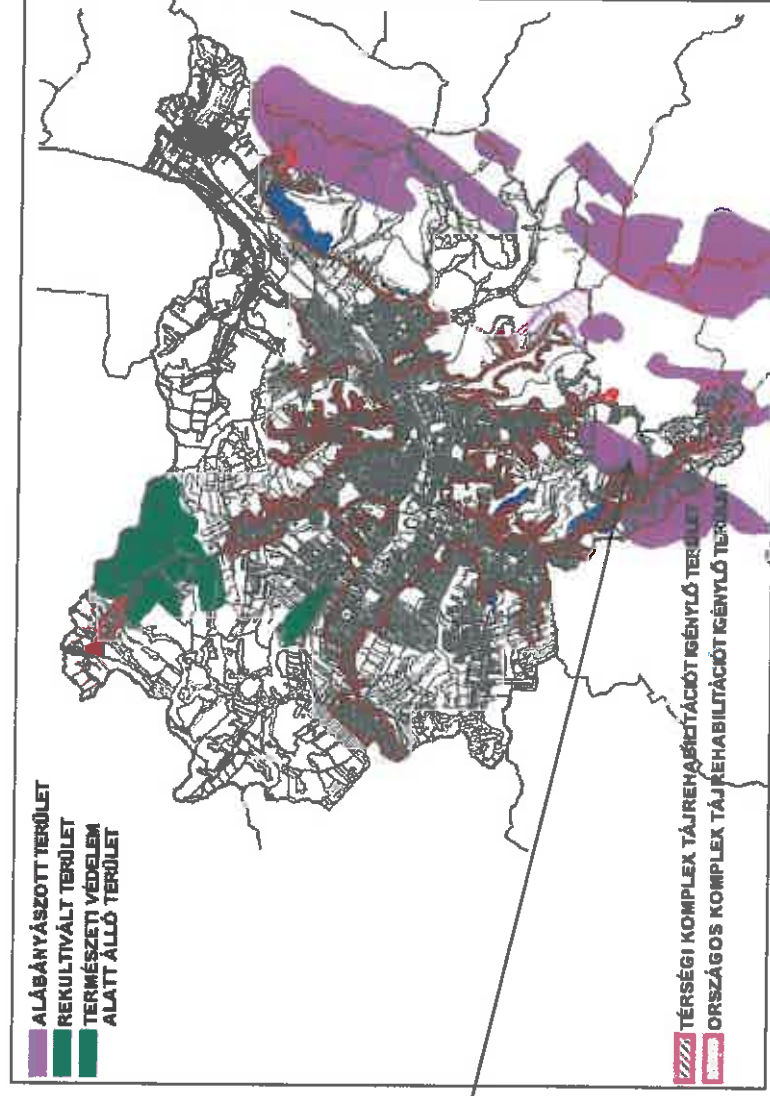 ALÁBÁNYÁSZOTT TERÜLET
REKULTIVÁLT TERÜLET
TERMÉSZETI VÉDELEM
ALATT ÁLLÓ TERÜLET
TÉRSÉGI KOMPLEX TÁJREHABILITÁCIÓT IGÉNYLŐ TERÜLET
ORSZÁGOS KOMPLEX TÁJREHABILITÁCIÓT IGÉNYLŐ TERÜLET